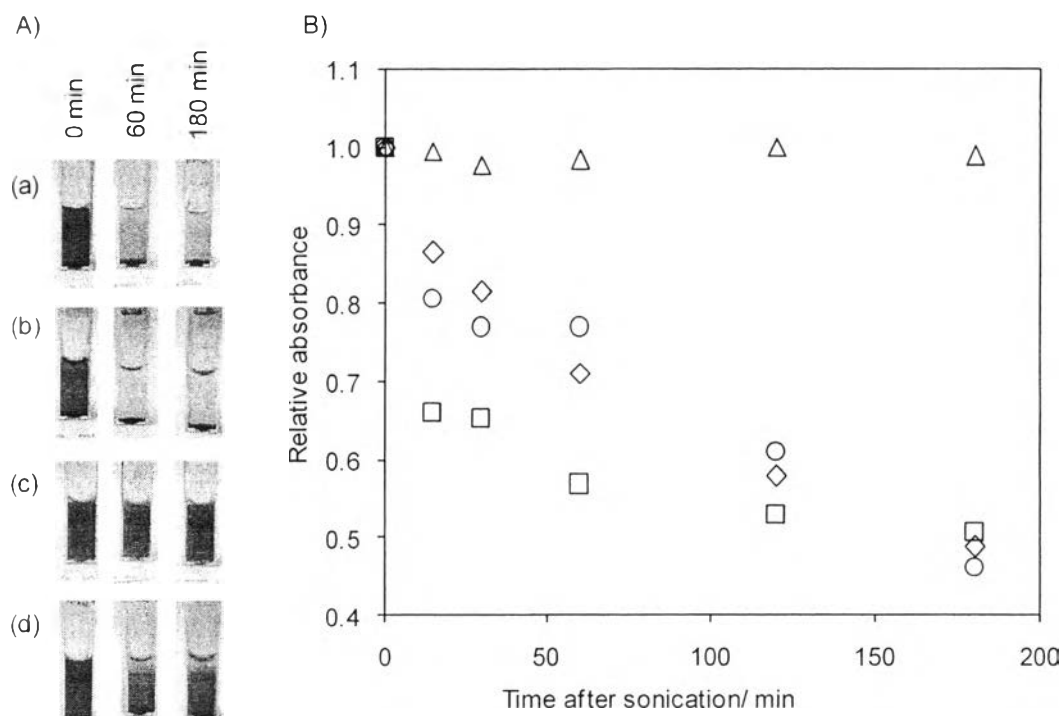 A)
0 min
60 min
180 min
(a)
(b)
(c)
(d)
B)
1.1
1.0
0.9
0.8
0.7
0.6
0.5
0.4
Relative absorbance
0
50
100
150
200
Time after sonication/ min